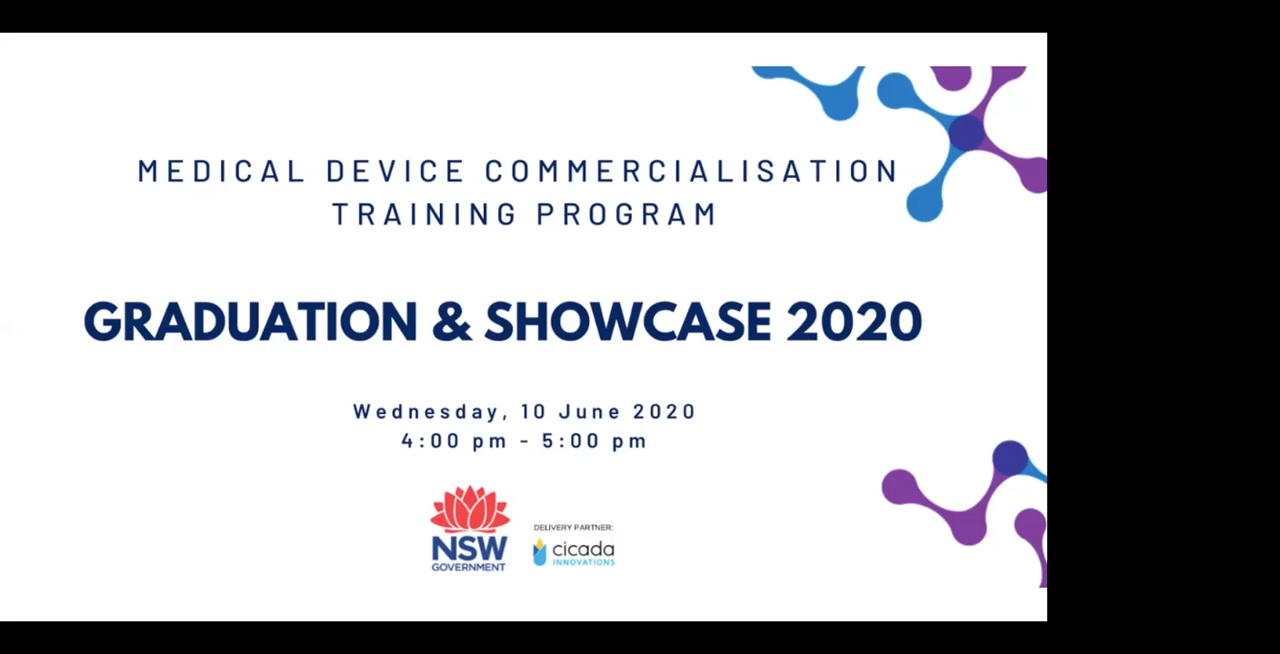 MEDICAL DEVICE COMMERCIALISATION
TRAINING PROGRAM
GRADUATION & SHOWCASE 2020
Wednesday, 10 June 2020
4:00 pm - 5:00 pm
NSW
GOVERNMENT
DELIVERY PARTNER:
cicada
INNOVATIONS